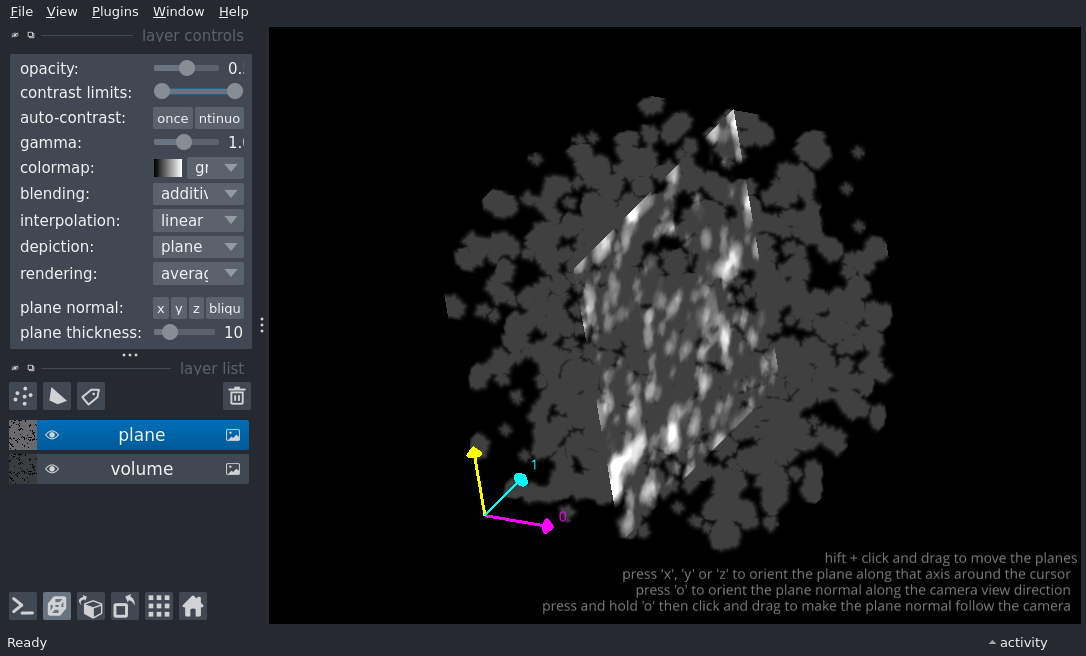 File View Plugins Window Help
layer controls
opacity: 0.
contrast limits:
auto-contrast: once ntinuo
gamma: 1.0
colormap: gr
blending: additiv
interpolation: linear
depiction: plane
rendering: averag
plane normal: x y z bliqu
plane thickness: 10
layer list
plane
volume
1
0
hift + click and drag to move the planes
press 'x', 'y' or 'z' to orient the plane along that axis around the cursor
press 'o' to orient the plane normal along the camera view direction
press and hold 'o' then click and drag to make the plane normal follow the camera
Ready
activity